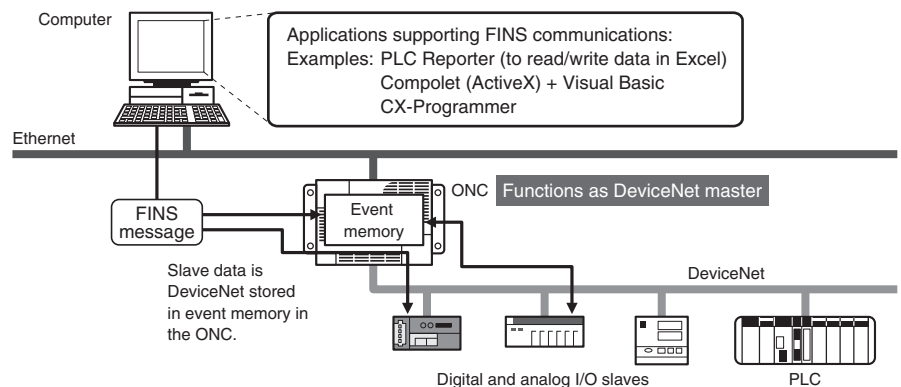 Computer
Applications supporting FINS communications:
Examples: PLC Reporter (to read/write data in Excel)
Compolet (ActiveX) + Visual Basic
CX-Programmer
Ethernet
ONC
Functions as DeviceNet master
Event
memory
FINS
message
Slave data is
DeviceNet stored
in event memory in
the ONC.
DeviceNet
Digital and analog I/O slaves
PLC